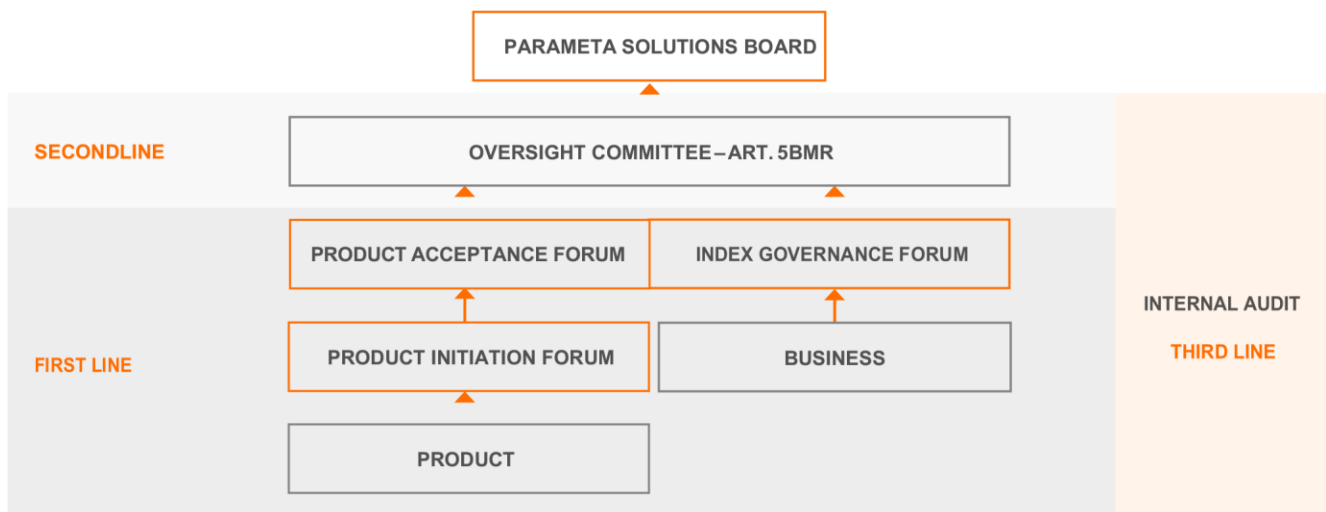 PARAMETA SOLUTIONS BOARD
SECONDLINE
OVERSIGHT COMMITTEE–ART. 5BMR
PRODUCT ACCEPTANCE FORUM
INDEX GOVERNANCE FORUM
FIRST LINE
PRODUCT INITIATION FORUM
BUSINESS
PRODUCT
INTERNAL AUDIT
THIRD LINE